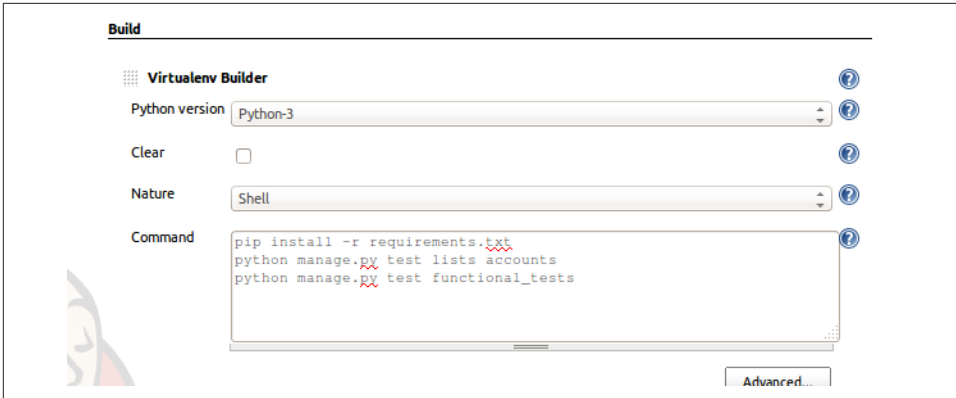 Build
Virtualenv Builder
Python version Python-3
Clear
Nature Shell
Command pip install -r requirements.txt
python manage.py test lists accounts
python manage.py test functional_tests
Advanced...